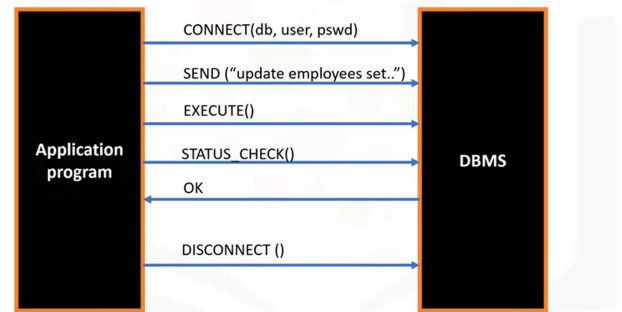 CONNECT(db, user, pswd)
SEND (“update employees set..”)
EXECUTE()
Application
program
STATUS_CHECK()
DBMS
OK
DISCONNECT ()